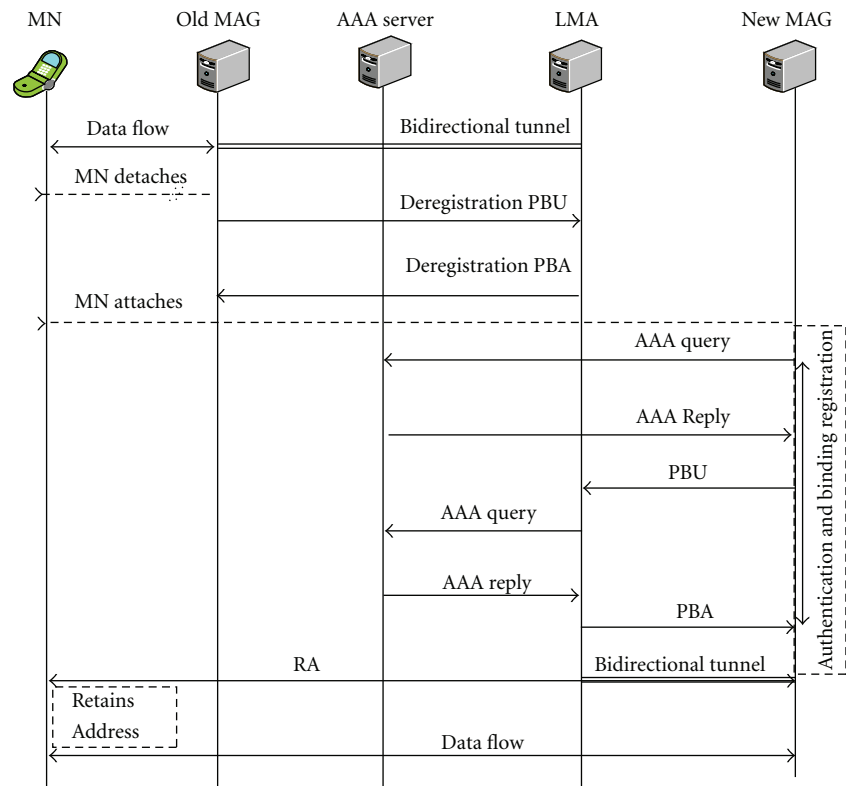 MN
Old MAG
AAA server
LMA
New MAG
Data flow
Bidirectional tunnel
MN detaches
Deregistration PBU
Deregistration PBA
MN attaches
AAA query
AAA Reply
PBU
AAA query
AAA reply
PBA
Authentication and binding registration
RA
Bidirectional tunnel
Retains
Address
Data flow